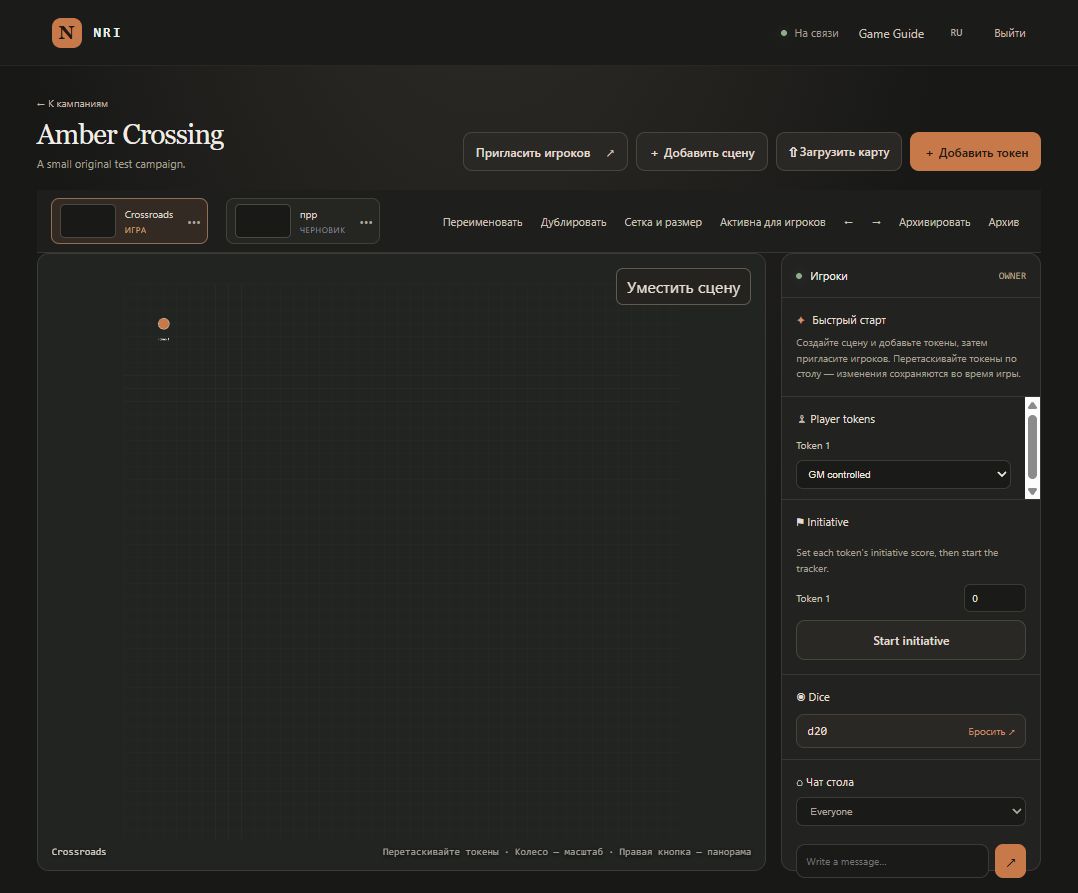 N NRI
На связи Game Guide RU Выйти
← К кампаниям
Amber Crossing
A small original test campaign.
Пригласить игроков ↗ + Добавить сцену ⇧ Загрузить карту + Добавить токен
Crossroads
ИГРА
•••
npp
ЧЕРНОВИК
•••
Переименовать Дублировать Сетка и размер Активна для игроков ← → Архивировать Архив
Уместить сцену
Crossroads
Перетаскивайте токены · Колесо — масштаб · Правая кнопка — панорама
Игроки OWNER
Быстрый старт
Создайте сцену и добавьте токены, затем
пригласите игроков. Перетаскивайте токены по
столу — изменения сохраняются во время игры.
Player tokens
Token 1
GM controlled
Initiative
Set each token's initiative score, then start the
tracker.
Token 1 0
Start initiative
Dice
d20 Бросить ↗
Чат стола
Everyone
Write a message... ↗